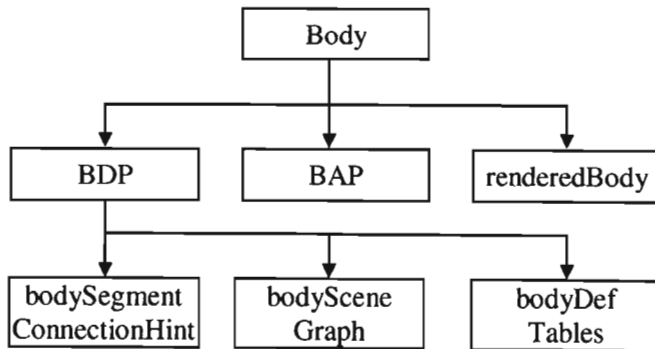 Body
BDP
BAP
renderedBody
bodySegment
ConnectionHint
bodyScene
Graph
bodyDef
Tables